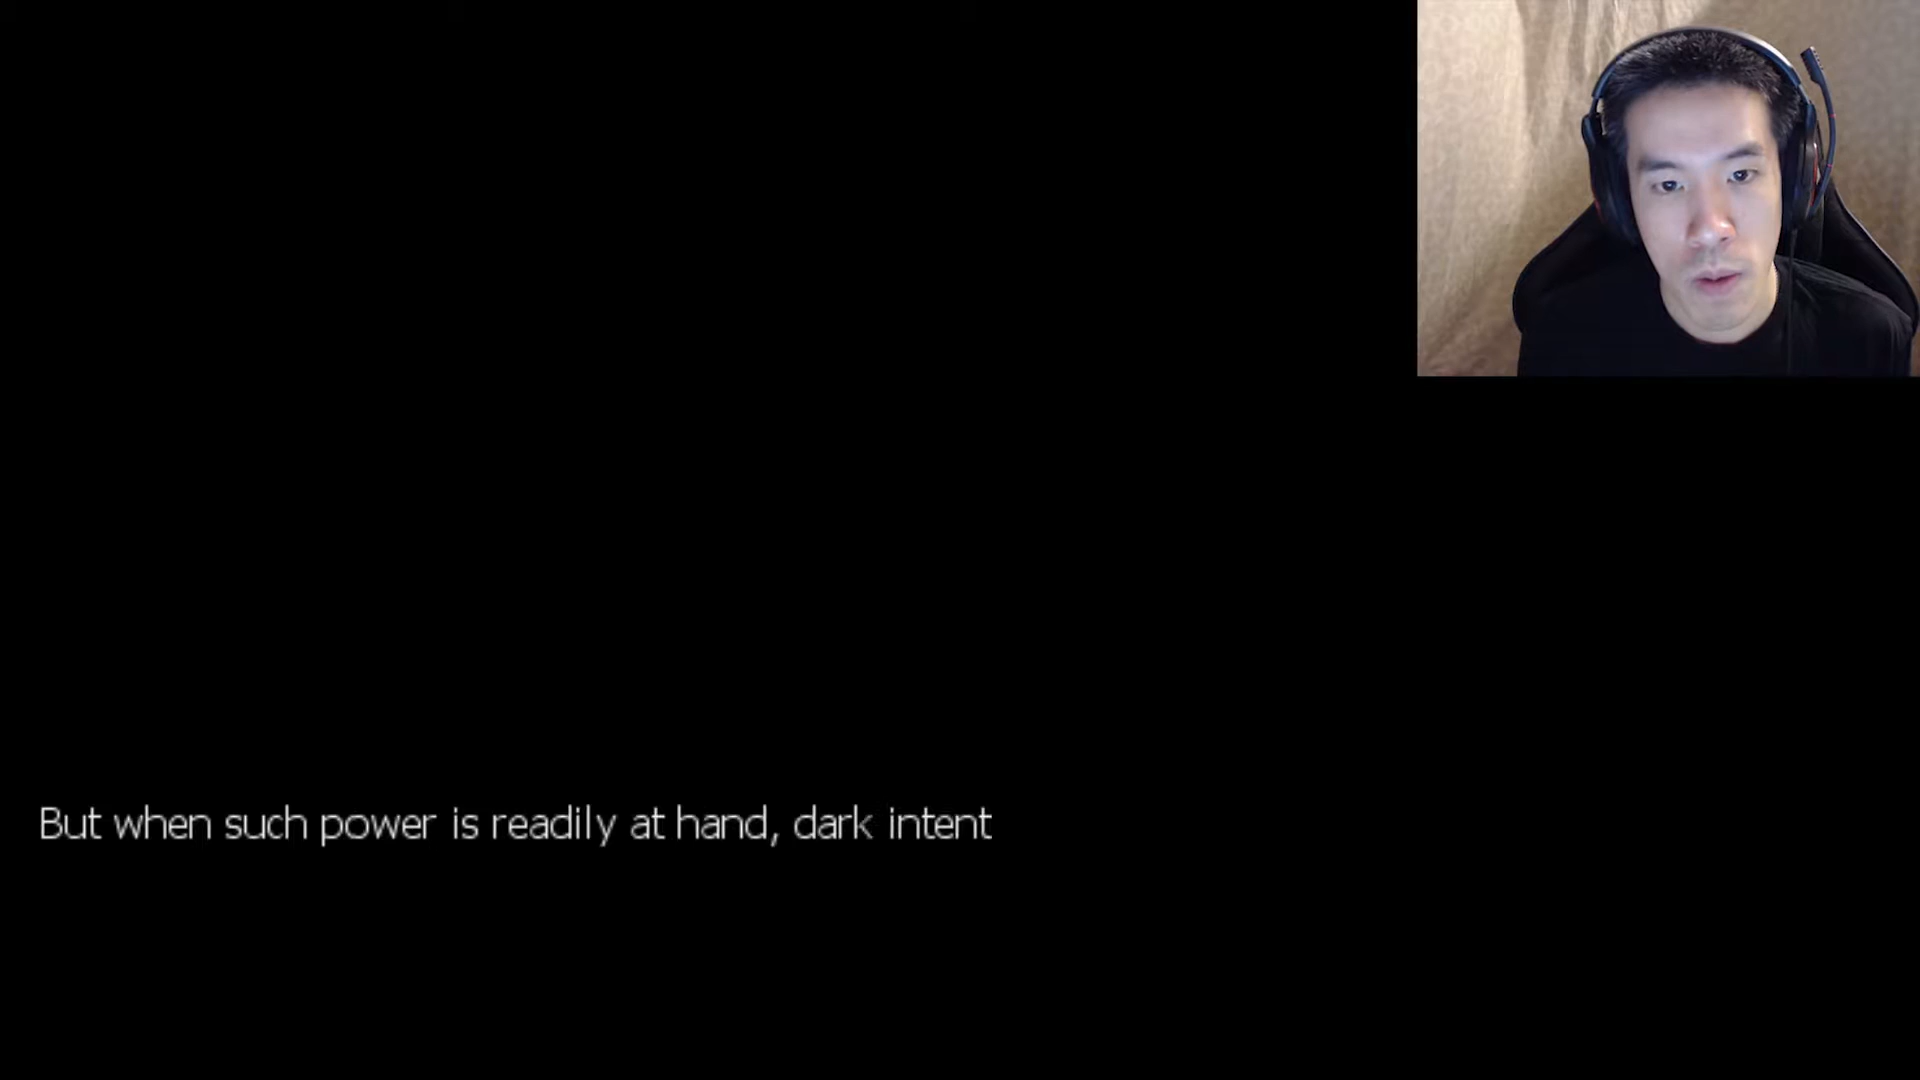 But when such power is readily at hand, dark intent